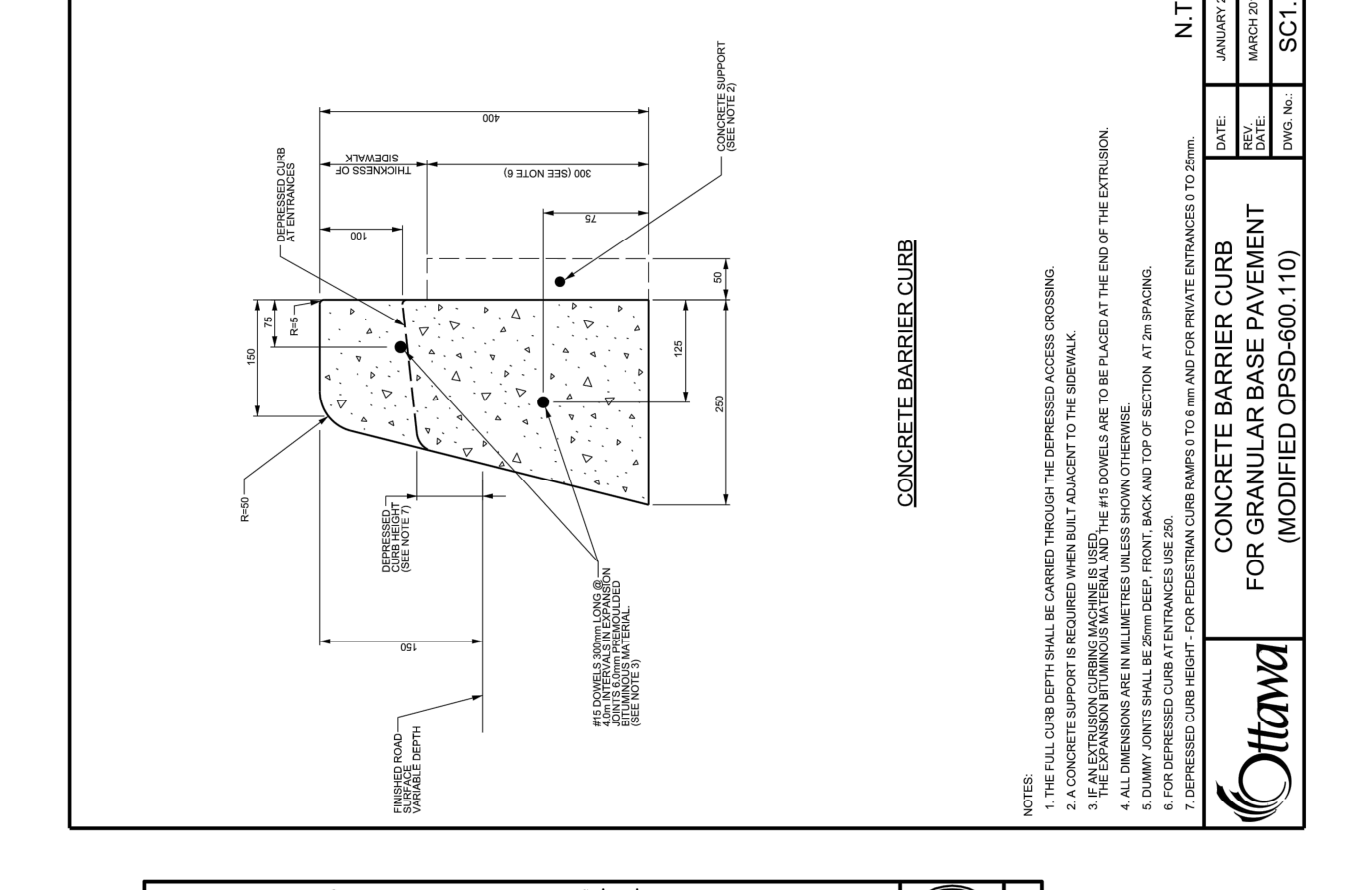 DEPRESSED CURB
AT ENTRANCES
THICKNESS OF
SIDEWALK
400
100
300 (SEE NOTE 6)
75
CONCRETE SUPPORT
(SEE NOTE 2)
150
75
R=5
R=50
50
125
250
DEPRESSED
CURB HEIGHT
(SEE NOTE 7)
150
#15 DOWELS 300mm LONG @
4.0m INTERVALS IN EXPANSION
JOINTS 6.0mm PREMOULDED
BITUMINOUS MATERIAL.
(SEE NOTE 3)
FINISHED ROAD
SURFACE
VARIABLE DEPTH
CONCRETE BARRIER CURB
NOTES:
1. THE FULL CURB DEPTH SHALL BE CARRIED THROUGH THE DEPRESSED ACCESS CROSSING.
2. A CONCRETE SUPPORT IS REQUIRED WHEN BUILT ADJACENT TO THE SIDEWALK.
3. IF AN EXTRUSION CURBING MACHINE IS USED,
THE EXPANSION BITUMINOUS MATERIAL AND THE #15 DOWELS ARE TO BE PLACED AT THE END OF THE EXTRUSION.
4. ALL DIMENSIONS ARE IN MILLIMETRES UNLESS SHOWN OTHERWISE.
5. DUMMY JOINTS SHALL BE 25mm DEEP, FRONT, BACK AND TOP OF SECTION AT 2m SPACING.
6. FOR DEPRESSED CURB AT ENTRANCES USE 250.
7. DEPRESSED CURB HEIGHT - FOR PEDESTRIAN CURB RAMPS 0 TO 6 mm AND FOR PRIVATE ENTRANCES 0 TO 25mm.
N.T
Ottawa
CONCRETE BARRIER CURB
FOR GRANULAR BASE PAVEMENT
(MODIFIED OPSD-600.110)
DATE: JANUARY
REV.
DATE: MARCH
DWG. No.: SC1.